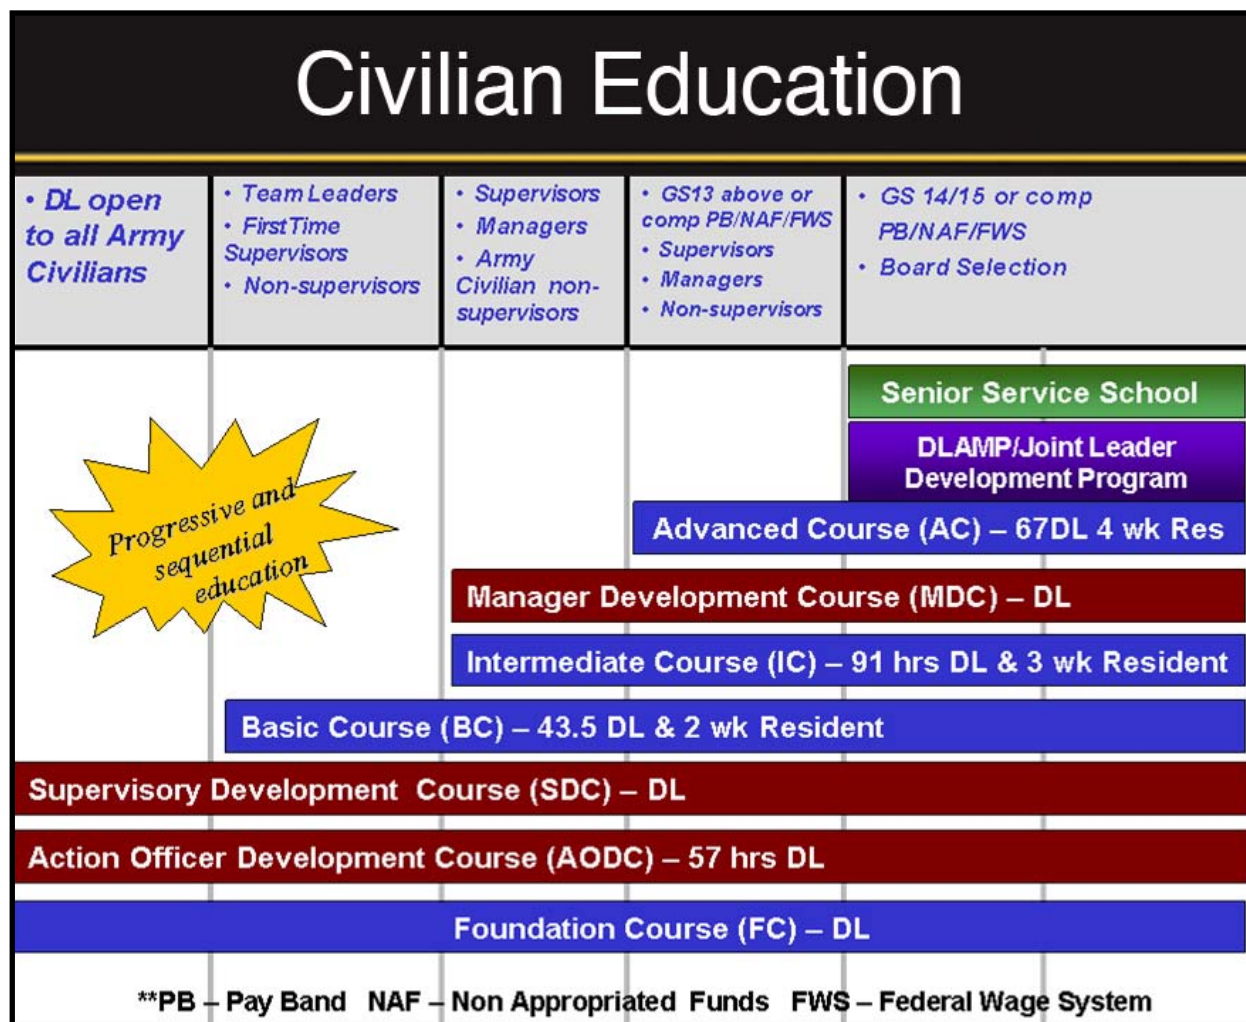 Civilian Education
• DL open
to all Army
Civilians
• Team Leaders
• First Time
Supervisors
• Non-supervisors
• Supervisors
• Managers
• Army
Civilian non-
supervisors
• GS13 above or
comp PB/NAF/FWS
• Supervisors
• Managers
• Non-supervisors
• GS 14/15 or comp
PB/NAF/FWS
• Board Selection
Progressive and
sequential
education
Senior Service School
DLAMP/Joint Leader
Development Program
Advanced Course (AC) – 67DL 4 wk Res
Manager Development Course (MDC) – DL
Intermediate Course (IC) – 91 hrs DL & 3 wk Resident
Basic Course (BC) – 43.5 DL & 2 wk Resident
Supervisory Development Course (SDC) – DL
Action Officer Development Course (AODC) – 57 hrs DL
Foundation Course (FC) – DL
**PB – Pay Band NAF – Non Appropriated Funds FWS – Federal Wage System